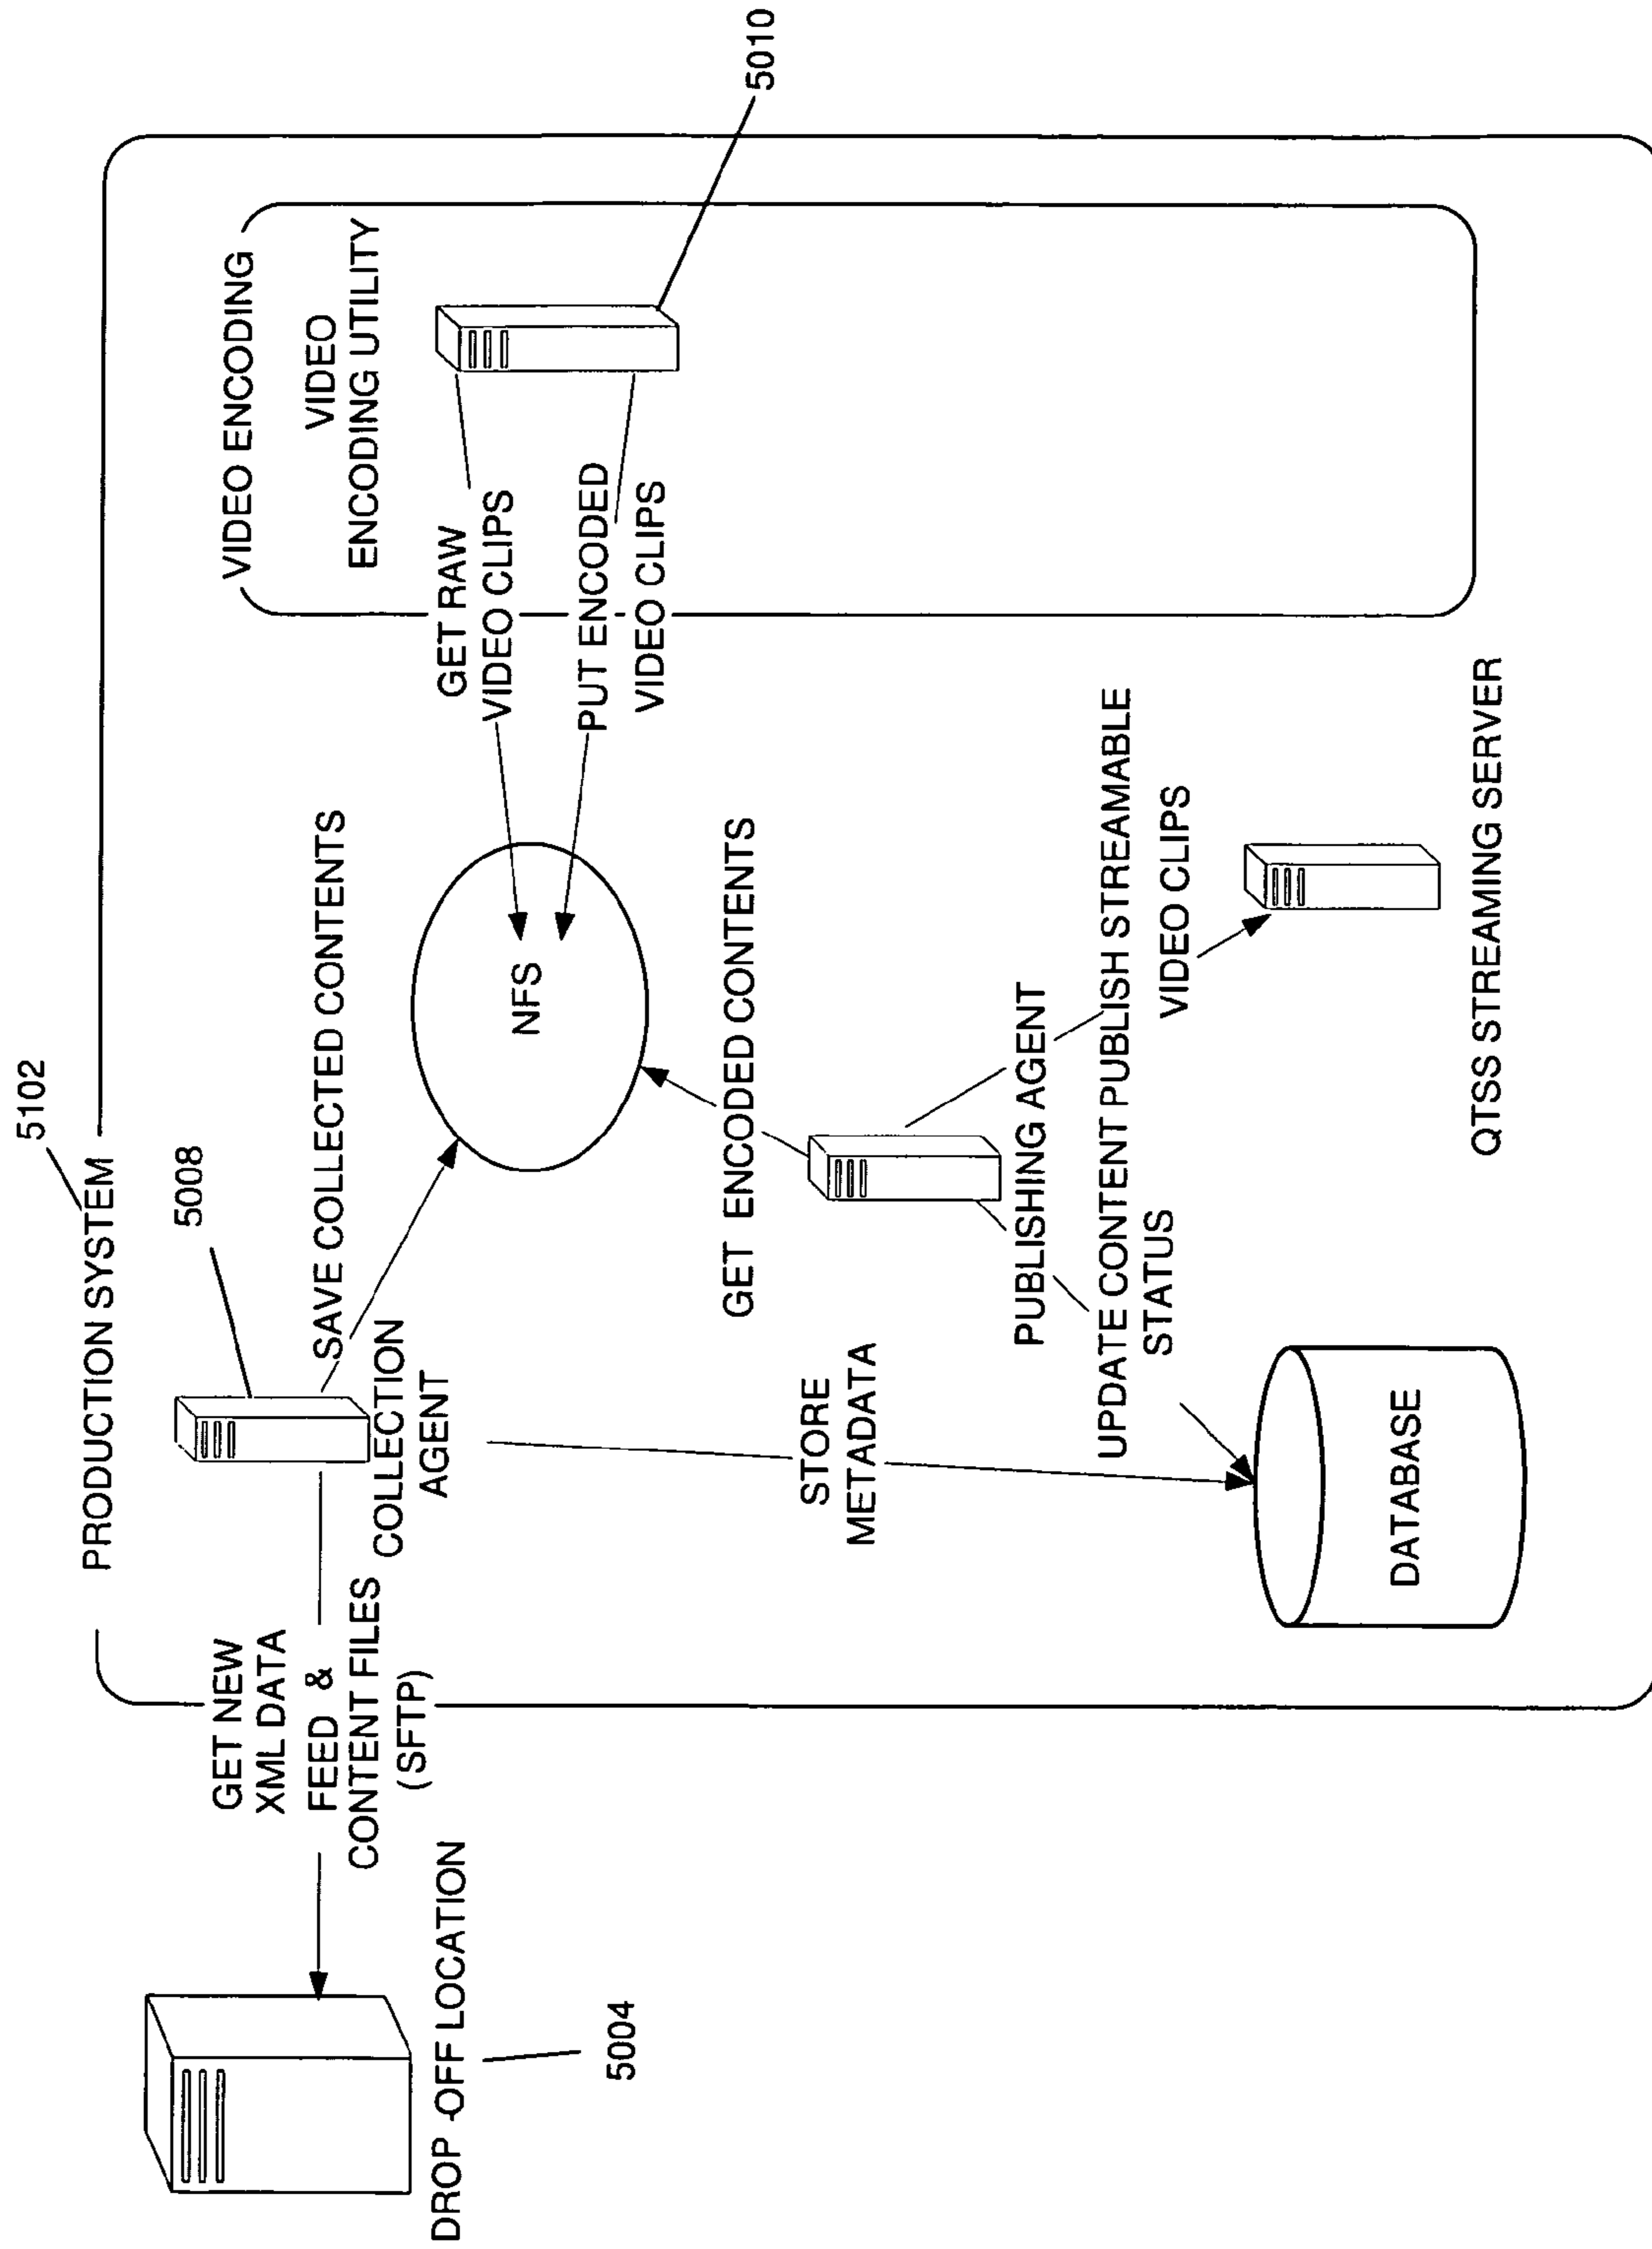 5102
PRODUCTION SYSTEM
5008
GET NEW
XML DATA
FEED &
CONTENT FILES
(SFTP)
COLLECTION
AGENT
SAVE COLLECTED CONTENTS
VIDEO ENCODING
VIDEO
ENCODING UTILITY
5010
GET RAW
VIDEO CLIPS
PUT ENCODED
VIDEO CLIPS
NFS
DROP-OFF LOCATION
5004
STORE
METADATA
GET ENCODED CONTENTS
PUBLISHING AGENT
UPDATE CONTENT PUBLISH
STATUS
PUBLISH STREAMABLE
VIDEO CLIPS
DATABASE
QTSS STREAMING SERVER